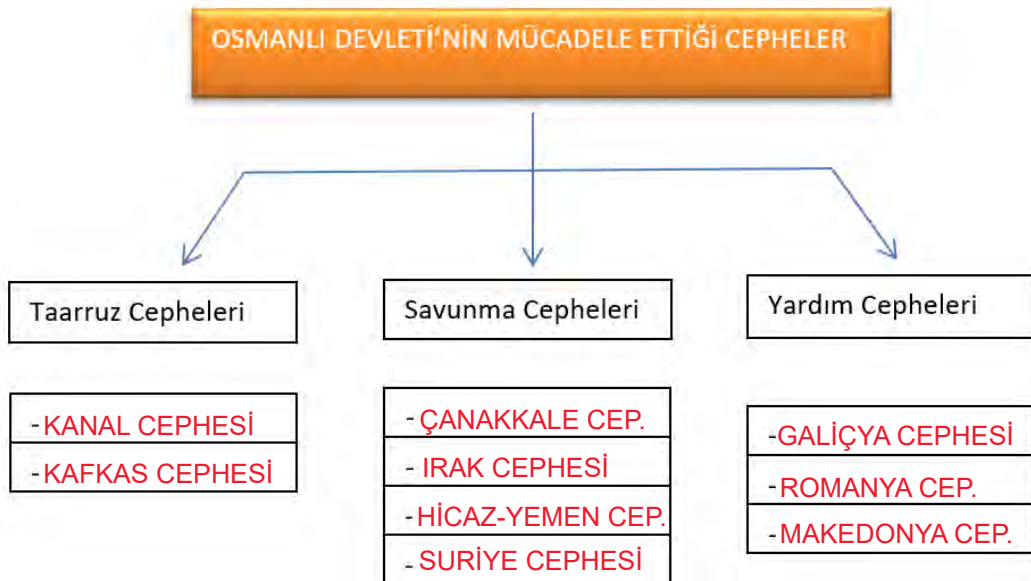 OSMANLI DEVLETİ'NİN MÜCADELE ETTİĞİ CEPHELER
Taarruz Cepheleri
-KANAL CEPHESİ
-KAFKAS CEPHESİ
Savunma Cepheleri
-ÇANAKKALE CEP.
- IRAK CEPHESİ
-HİCAZ-YEMEN CEP.
- SURİYE CEPHESİ
Yardım Cepheleri
-GALİÇYA CEPHESİ
-ROMANYA CEP.
-MAKEDONYA CEP.